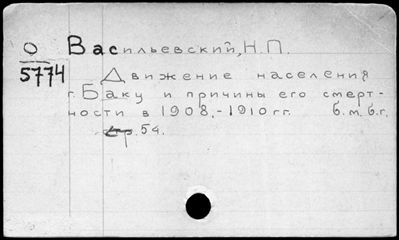 О Васильевский, Н.П.
5774
Движение населения
г. Баку и причины его смерт-
ности в 1908,-1910 гг. б.м. б.г.
стр. 54.